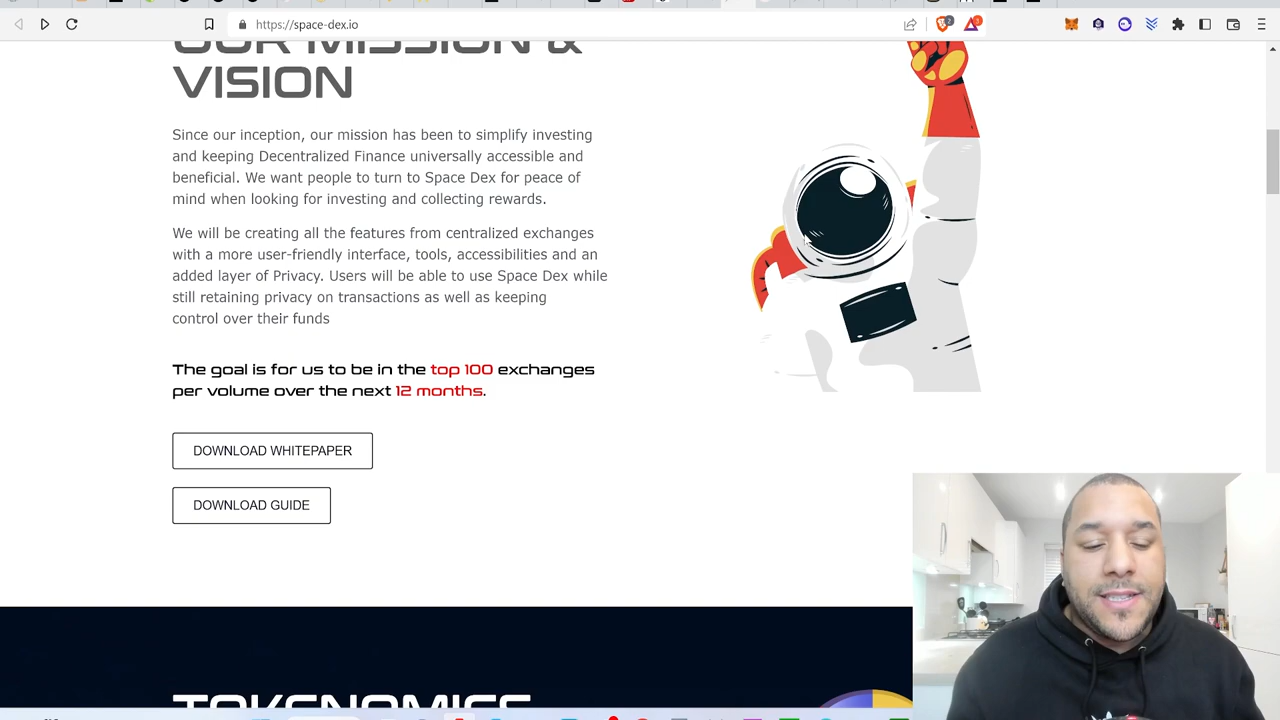 https://space-dex.io
2
3
OUR MISSION &
VISION
Since our inception, our mission has been to simplify investing
and keeping Decentralized Finance universally accessible and
beneficial. We want people to turn to Space Dex for peace of
mind when looking for investing and collecting rewards.
We will be creating all the features from centralized exchanges
with a more user-friendly interface, tools, accessibilities and an
added layer of Privacy. Users will be able to use Space Dex while
still retaining privacy on transactions as well as keeping
control over their funds
The goal is for us to be in the top 100 exchanges
per volume over the next 12 months.
DOWNLOAD WHITEPAPER
DOWNLOAD GUIDE
TOKENOMICS